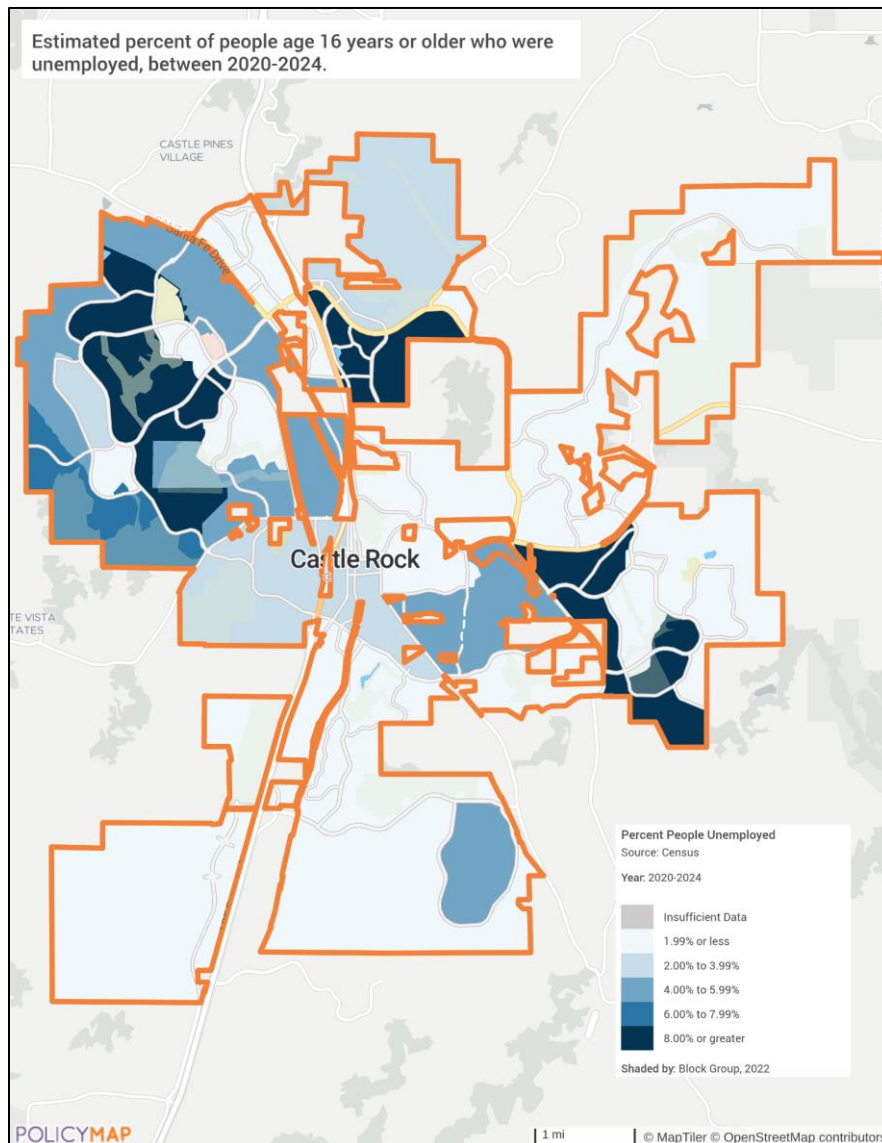 Estimated percent of people age 16 years or older who were
unemployed, between 2020-2024.
CASTLE PINES
VILLAGE
Santa Fe Drive
Castle Rock
TE VISTA
TATES
Percent People Unemployed
Source: Census
Year: 2020-2024
Insufficient Data
1.99% or less
2.00% to 3.99%
4.00% to 5.99%
6.00% to 7.99%
8.00% or greater
Shaded by: Block Group, 2022
POLICYMAP
1 mi
© MapTiler © OpenStreetMap contributors